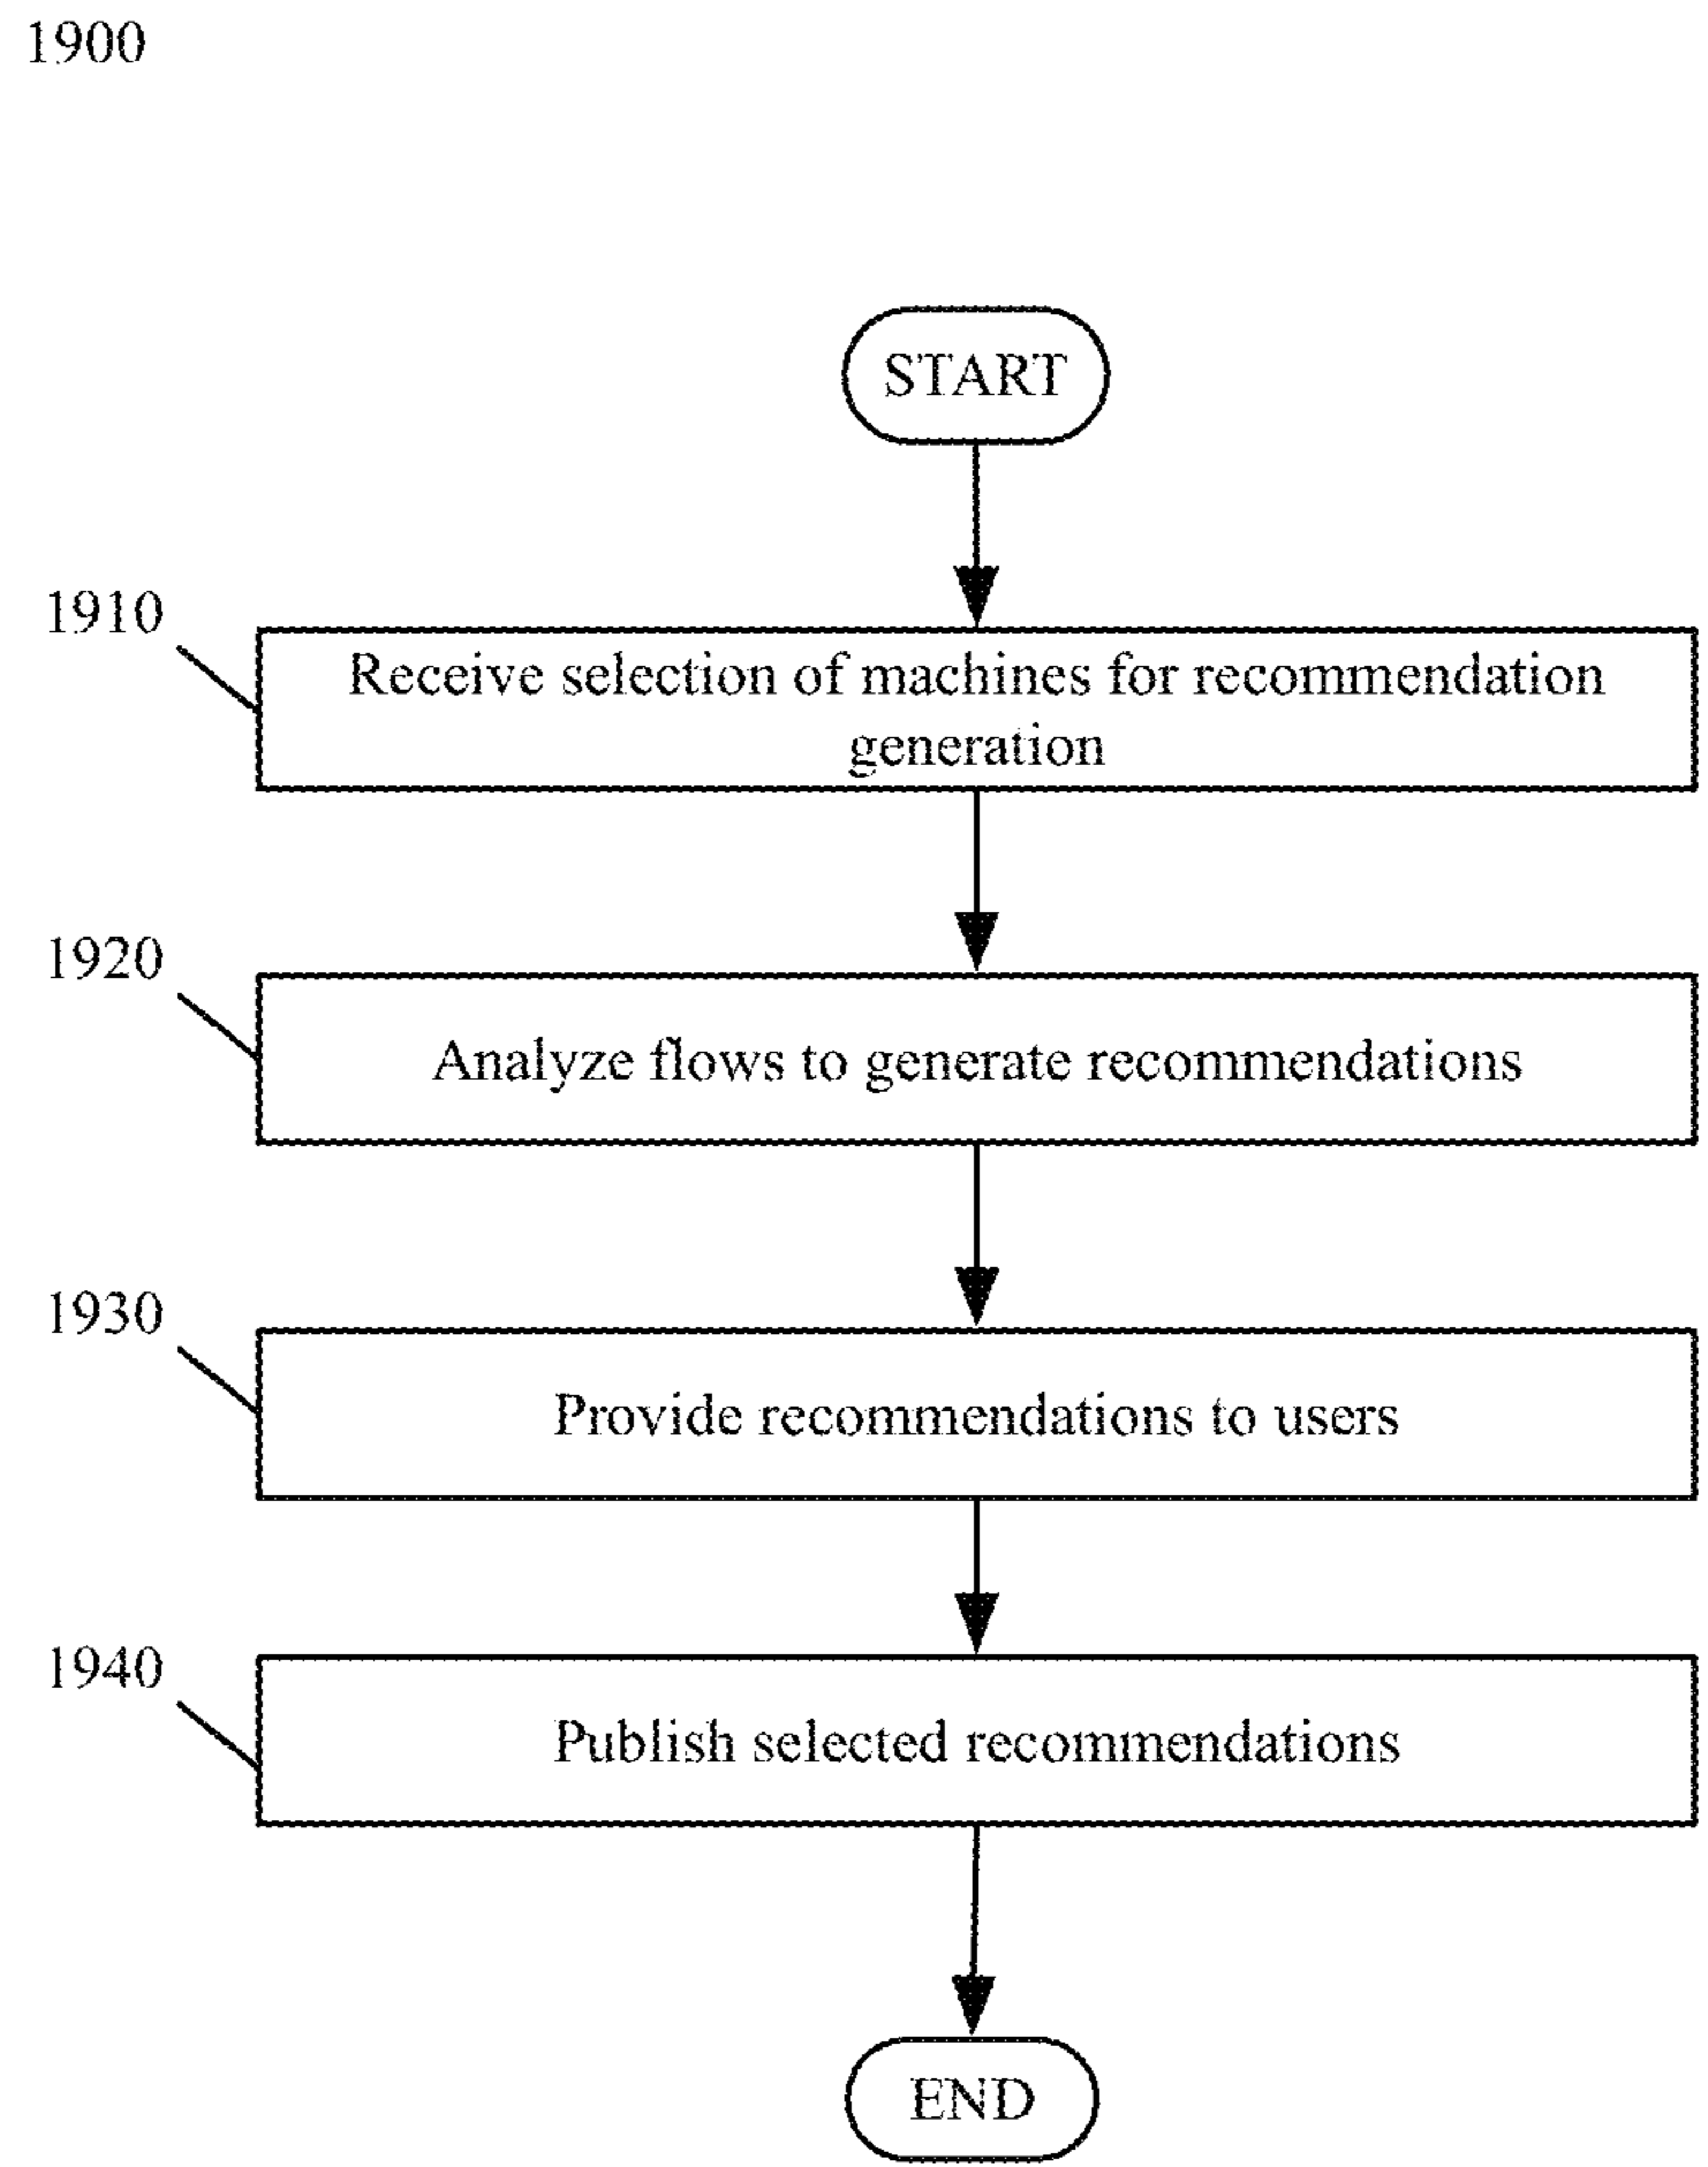 1900
START
1910
Receive selection of machines for recommendation
generation
1920
Analyze flows to generate recommendations
1930
Provide recommendations to users
1940
Publish selected recommendations
END